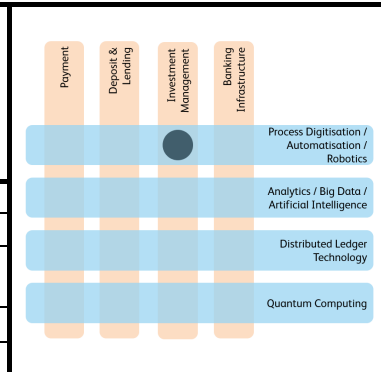 Payment
Deposit &
Lending
Investment
Management
Banking
Infrastructure
Process Digitisation /
Automatisation /
Robotics
Analytics / Big Data /
Artificial Intelligence
Distributed Ledger
Technology
Quantum Computing